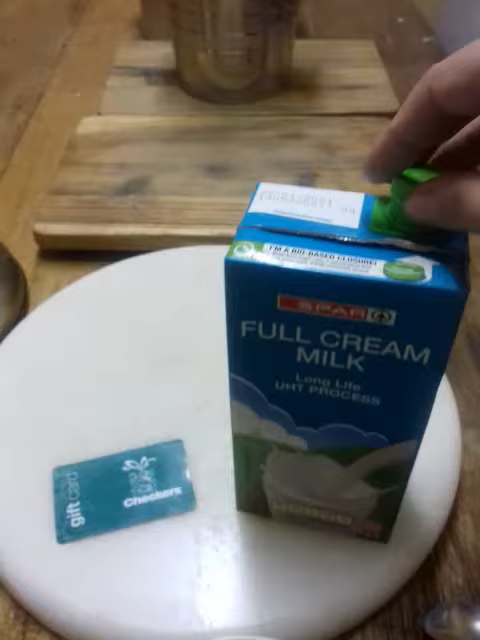 I'M A BIO-BASED CLOSURE!
SPAR
FULL CREAM
MILK
Long Life
UHT PROCESS
gift card
Checkers